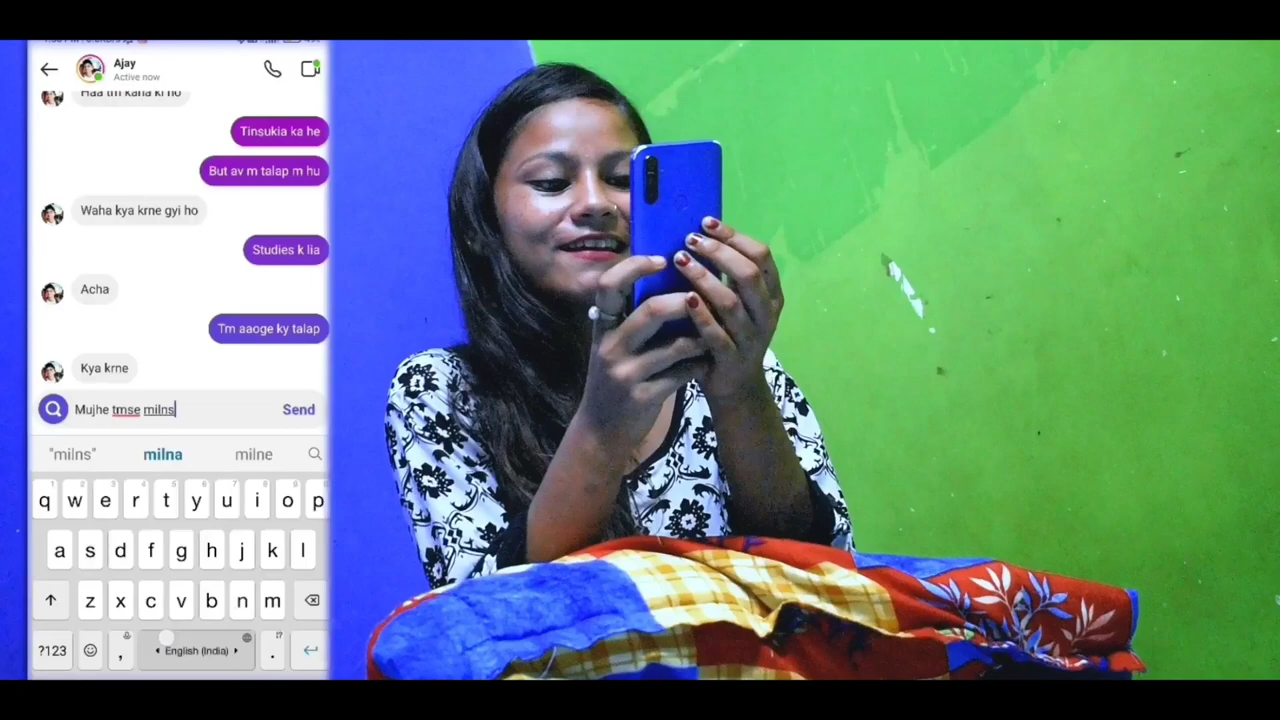 Ajay
Active now
Haa tm kaha ki ho
Tinsukia ka he
But av m talap m hu
Waha kya krne gyi ho
Studies k lia
Acha
Tm aaoge ky talap
Kya krne
Mujhe tmse milns Send
"milns" milna milne
q w e r t y u i o p
a s d f g h j k l
z x c v b n m
?123 , English (India) .